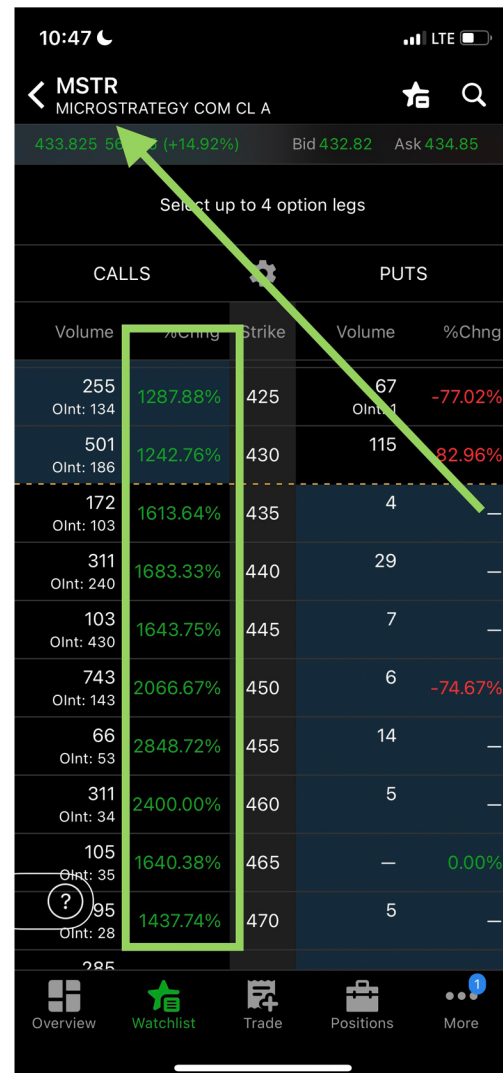 10:47 LTE
MSTR
MICROSTRATEGY COM CL A
433.825 (+14.92%) Bid 432.82 Ask 434.85
Select up to 4 option legs
CALLS PUTS
Volume %Chng Strike Volume %Chng
255 1287.88% 425 67 -77.02%
OInt: 134 OInt: 1
501 1242.76% 430 115 82.96%
OInt: 186
172 1613.64% 435 4 –
OInt: 103
311 1683.33% 440 29 –
OInt: 240
103 1643.75% 445 7 –
OInt: 430
743 2066.67% 450 6 -74.67%
OInt: 143
66 2848.72% 455 14 –
OInt: 53
311 2400.00% 460 5 –
OInt: 34
105 1640.38% 465 – 0.00%
OInt: 35
? 95 1437.74% 470 5 –
OInt: 28
285
1
Overview Watchlist Trade Positions More